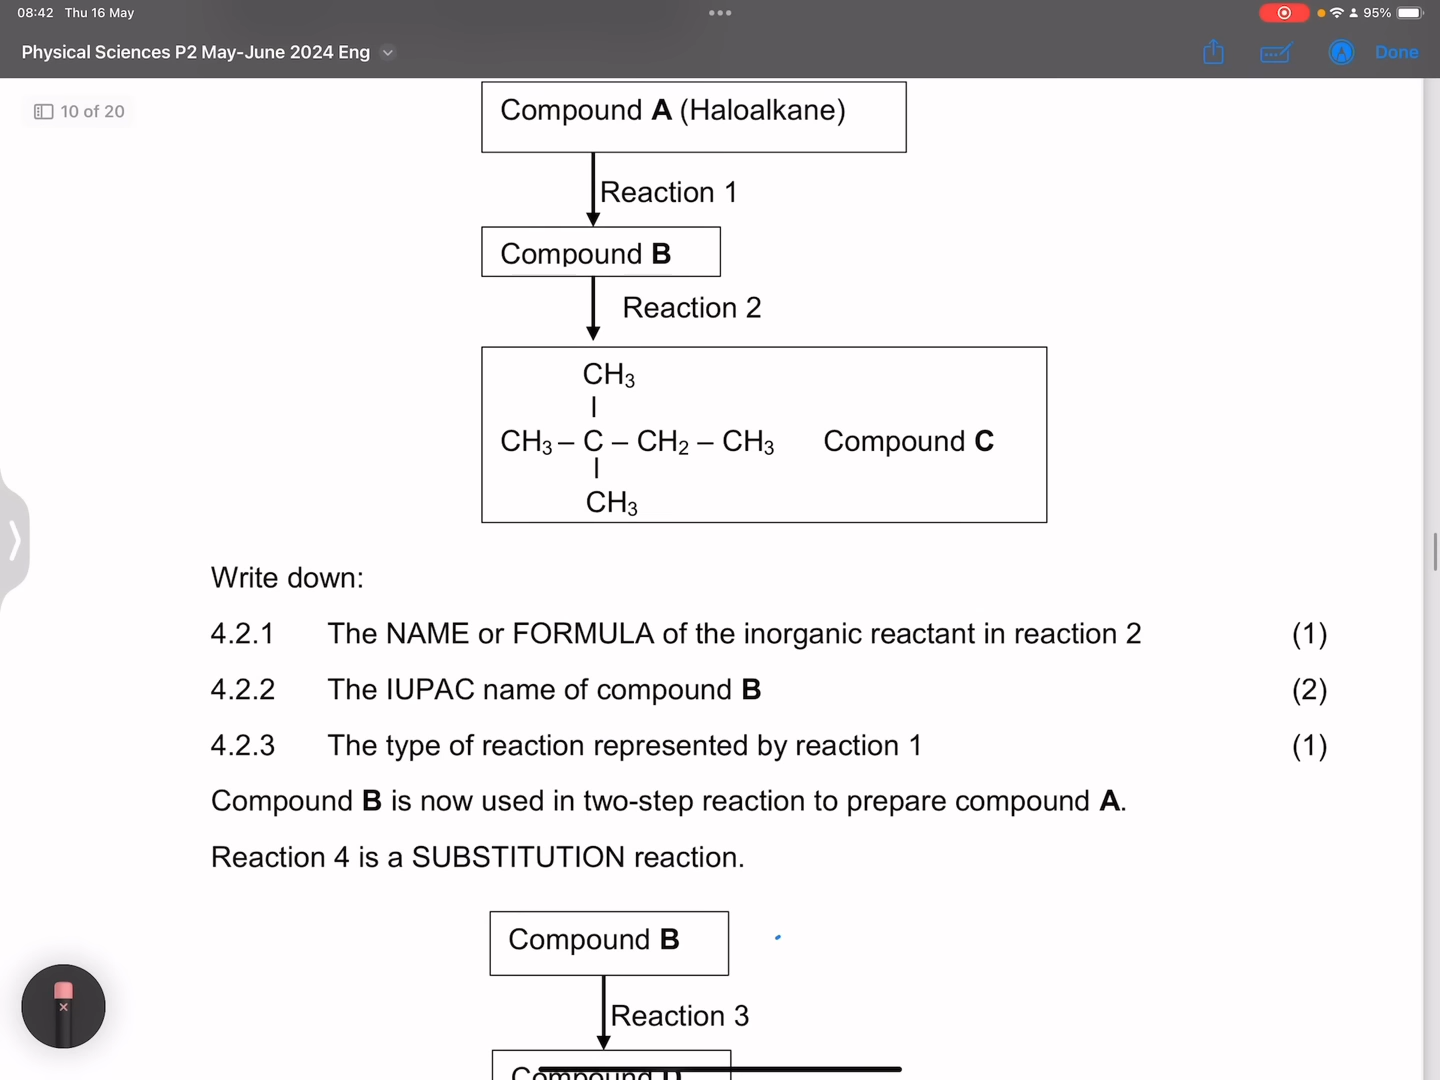 08:42 Thu 16 May
95%
Physical Sciences P2 May-June 2024 Eng
Done
10 of 20
Compound A (Haloalkane)
Reaction 1
Compound B
Reaction 2
CH₃
CH₃ – C – CH₂ – CH₃ Compound C
CH₃
Write down:
4.2.1 The NAME or FORMULA of the inorganic reactant in reaction 2 (1)
4.2.2 The IUPAC name of compound B (2)
4.2.3 The type of reaction represented by reaction 1 (1)
Compound B is now used in two-step reaction to prepare compound A.
Reaction 4 is a SUBSTITUTION reaction.
Compound B
Reaction 3
Compound D